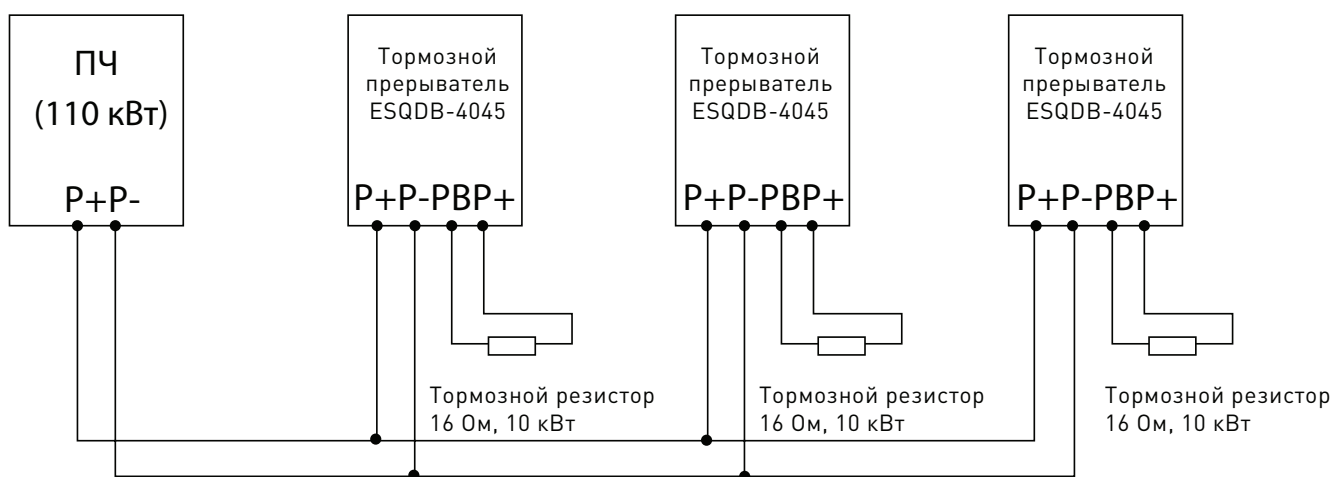 ПЧ
(110 кВт)
P+P-
Тормозной
прерыватель
ESQDB-4045
P+P-PBP+
Тормозной
прерыватель
ESQDB-4045
P+P-PBP+
Тормозной
прерыватель
ESQDB-4045
P+P-PBP+
Тормозной резистор
16 Ом, 10 кВт
Тормозной резистор
16 Ом, 10 кВт
Тормозной резистор
16 Ом, 10 кВт